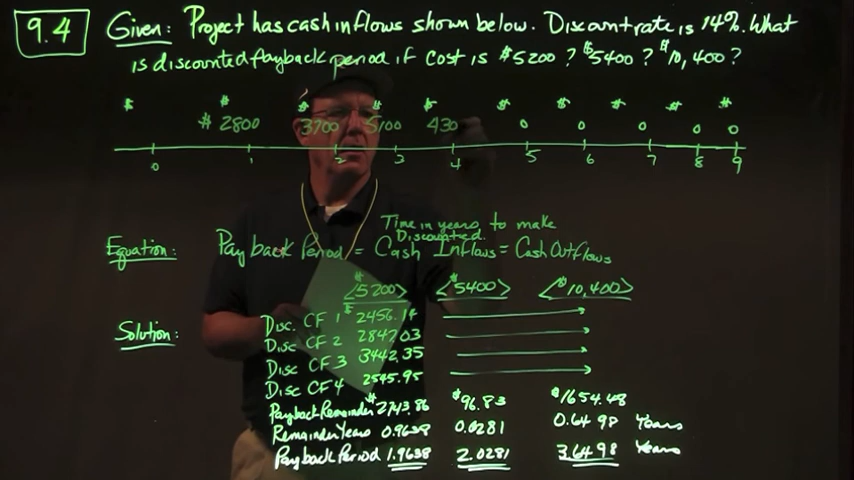 9.4 Given: Project has cash inflows shown below. Discount rate is 14%. What
is discounted payback period if cost is $5200? $5400? $10,400?
$ $ $ $ $ $ $ $ $ $
$ 2800 3700 5100 430 0 0 0 0 0
0 1 2 3 4 5 6 7 8 9
Time in years to make
Discounted
Equation: Payback Period = Cash Inflows = Cash Outflows
<$5200> <$5400> <$10,400>
Solution: Disc. CF 1 $2456.14
Disc CF 2 2847.03
Disc CF 3 3442.35
Disc CF 4 2545.95
Payback Remainder $2743.86 $96.83 $1654.48
Remainder Years 0.9638 0.0281 0.6498 Years
Payback Period 1.9638 2.0281 3.6498 Years